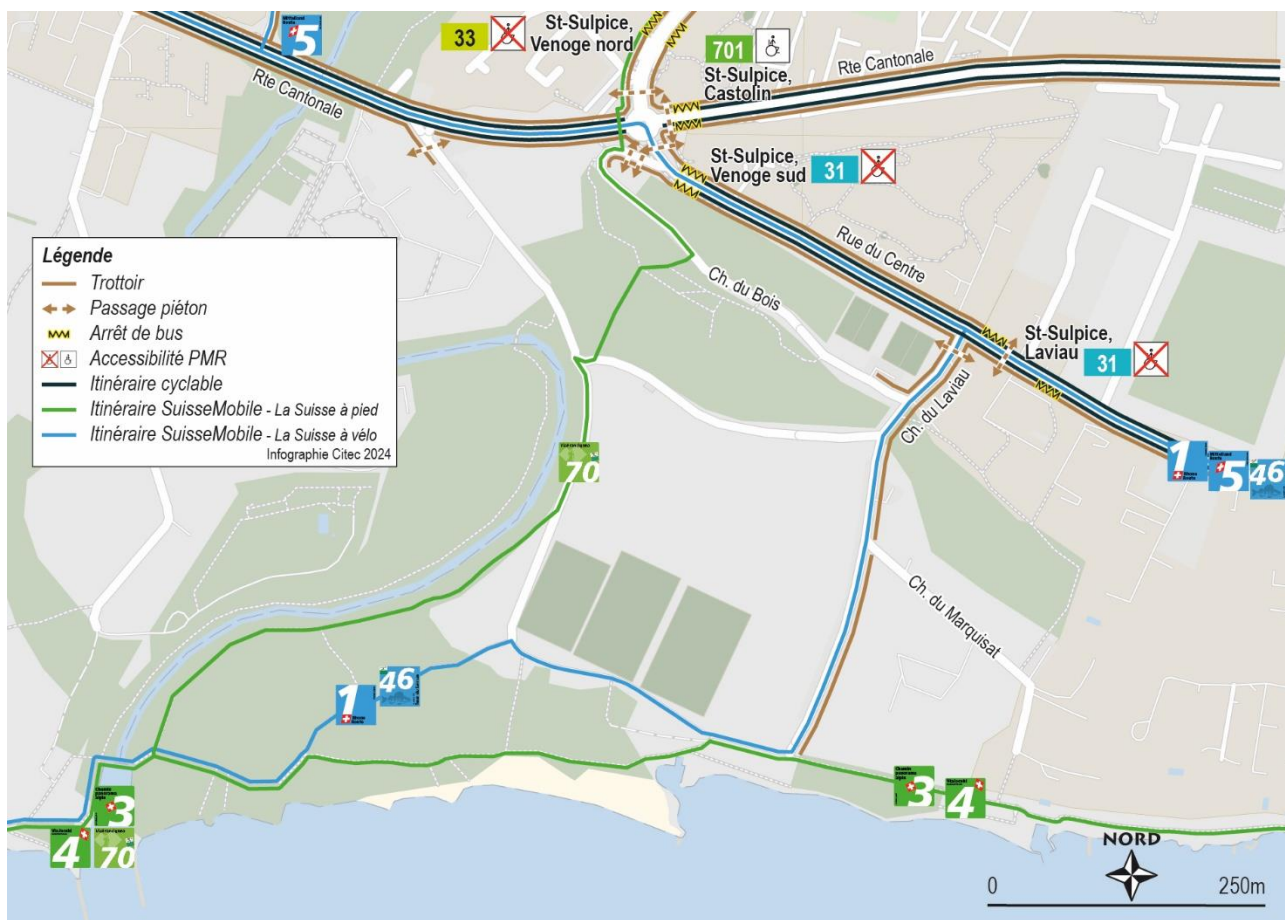 5
33
St-Sulpice,
Venoge nord
701
St-Sulpice,
Castolin
Rte Cantonale
Rte Cantonale
St-Sulpice,
Venoge sud
31
Rue du Centre
Ch. du Bois
St-Sulpice,
Laviau
31
Ch. du Laviau
Légende
Trottoir
Passage piéton
Arrêt de bus
Accessibilité PMR
Itinéraire cyclable
Itinéraire SuisseMobile - La Suisse à pied
Itinéraire SuisseMobile - La Suisse à vélo
Infographie Citec 2024
70
1
5
46
Ch. du Marquisat
1
46
3
4
3
4
70
NORD
0
250m